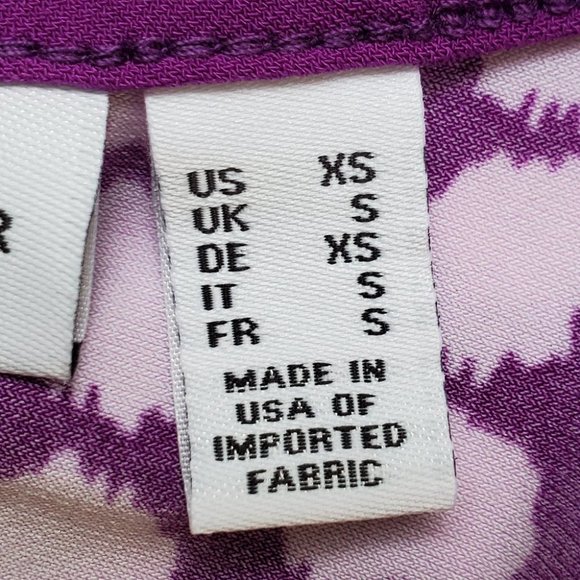 R
US XS
UK S
DE XS
IT S
FR S
MADE IN
USA OF
IMPORTED
FABRIC